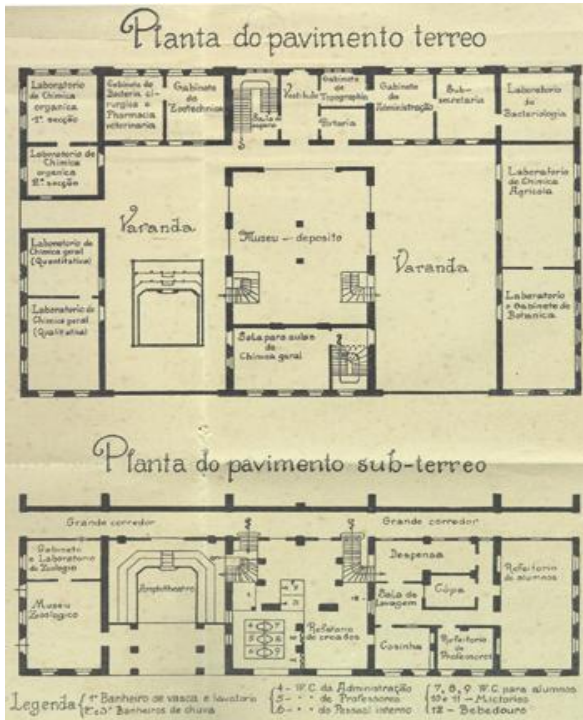 Planta do pavimento terreo
Laboratorio
de Chimica
organica
1ª secção
Gabinete de
Materia ci-
rurgica e
Pharmacia
veterinaria
Gabinete
de
Zootechnica
Vestibulo
Gabinete
de
Topographia
Portaria
Gabinete
da
Administração
Sub-
secretaria
Laboratorio
de
Bacteriologia
Laboratorio de
Chimica
organica
2ª secção
Laboratorio
de Chimica
Agricola
Varanda
Museu - deposito
Varanda
Laboratorio de
Chimica geral
(Quantitativa)
Laboratorio de
Chimica geral
(Qualitativa)
Sala para aulas
de
Chimica geral
Laboratorio
e Gabinete de
Botanica
Planta do pavimento sub-terreo
Grande corredor
Grande corredor
Gabinete
e Laboratorio
de Zoologia
Museu
Zoologico
Amphitheatro
Refeitorio
de creados
Despensa
Sala de
lavagem
Cópa
Cosinha
Refeitorio
de
Professores
Refeitorio
de alumnos
Legenda
1º Banheiro de vasca e lavatorio
2º e 3º Banheiros de chuva
4 - W.C. da Administração
5 - " " de Professores
6 - " " do Pessoal interno
7, 8, 9 W.C. para alumnos
10 e 11 - Mictorios
12 - Bebedouro